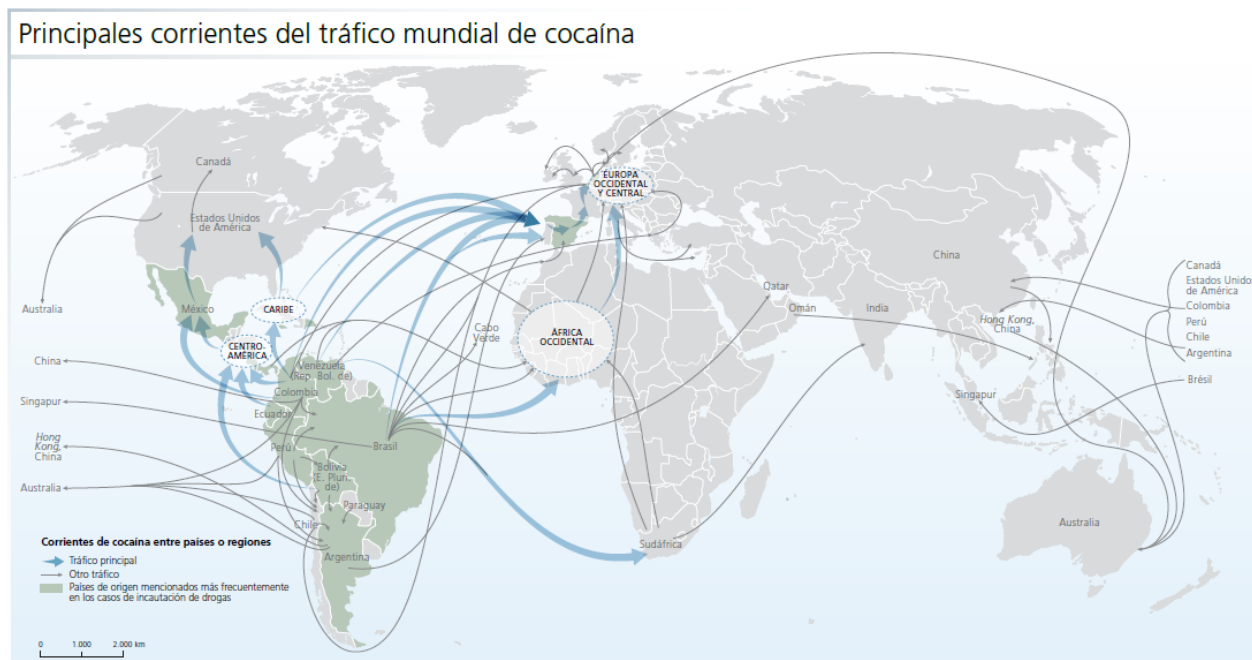 Principales corrientes del tráfico mundial de cocaína
Canadá
Estados Unidos
de América
EUROPA
OCCIDENTAL
Y CENTRAL
China
México
CARIBE
CENTRO-
AMÉRICA
Venezuela
(Rep. Bol. de)
Colombia
Ecuador
Perú
Brasil
Bolivia
(E. Plurin.
de)
Paraguay
Chile
Argentina
Cabo
Verde
ÁFRICA
OCCIDENTAL
Qatar
Omán
India
Hong Kong,
China
Singapur
Sudáfrica
Australia
Australia
China
Singapur
Hong
Kong,
China
Australia
Canadá
Estados Unido
de América
Colombia
Perú
Chile
Argentina
Brésil
Corrientes de cocaína entre países o regiones
Tráfico principal
Otro tráfico
Países de origen mencionados más frecuentemente
en los casos de incautación de drogas
0 1.000 2.000 km